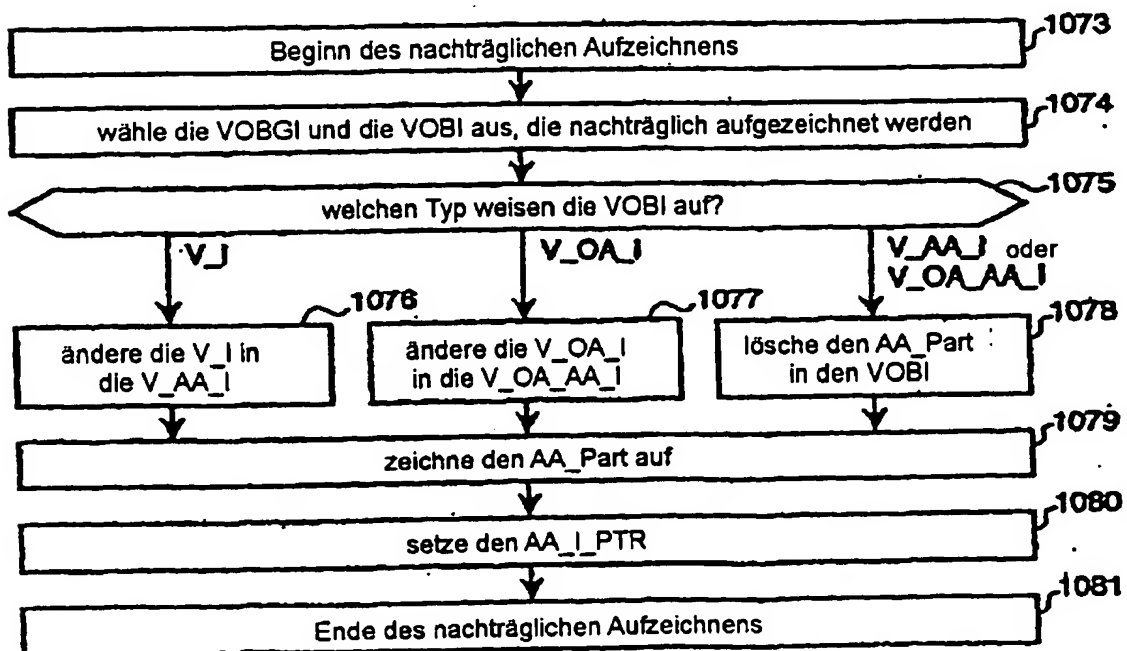 1073
Beginn des nachträglichen Aufzeichnens
1074
wähle die VOBGI und die VOBI aus, die nachträglich aufgezeichnet werden
1075
welchen Typ weisen die VOBI auf?
V_I
V_OA_I
V_AA_I oder
V_OA_AA_I
1076
ändere die V_I in
die V_AA_I
1077
ändere die V_OA_I
in die V_OA_AA_I
1078
lösche den AA_Part
in den VOBI
1079
zeichne den AA_Part auf
1080
setze den AA_I_PTR
1081
Ende des nachträglichen Aufzeichnens